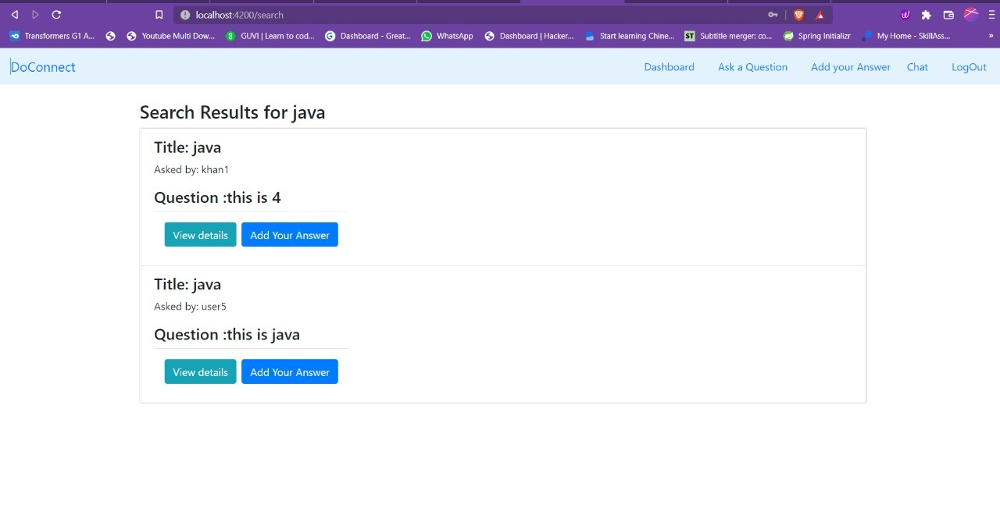 localhost:4200/search
Transformers G1 A... Youtube Multi Dow... GUVI | Learn to cod... Dashboard - Great... WhatsApp Dashboard | Hacker... Start learning Chine... ST Subtitle merger: co... Spring Initializr My Home - SkillAss... »
DoConnect Dashboard Ask a Question Add your Answer Chat LogOut
Search Results for java
Title: java
Asked by: khan1
Question :this is 4
View details Add Your Answer
Title: java
Asked by: user5
Question :this is java
View details Add Your Answer